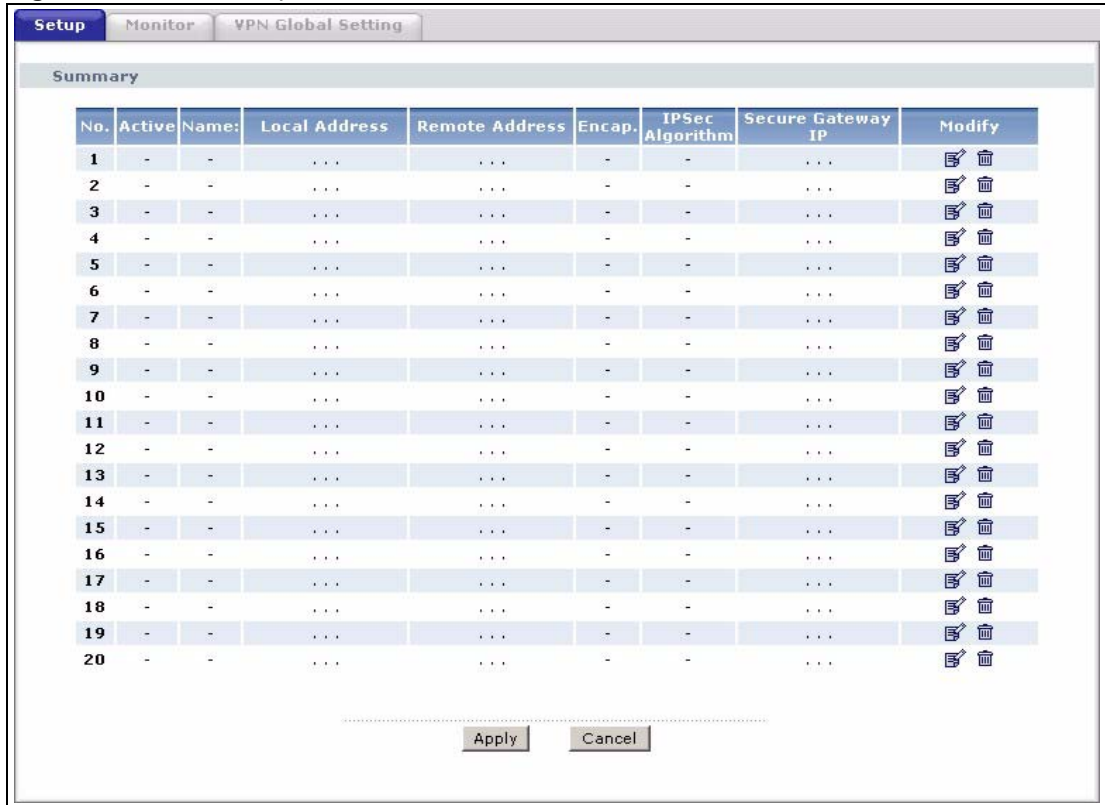 Setup Monitor VPN Global Setting
Summary
No. Active Name: Local Address Remote Address Encap. IPSec Algorithm Secure Gateway IP Modify
1 - - . . . . . . - - . . .
2 - - . . . . . . - - . . .
3 - - . . . . . . - - . . .
4 - - . . . . . . - - . . .
5 - - . . . . . . - - . . .
6 - - . . . . . . - - . . .
7 - - . . . . . . - - . . .
8 - - . . . . . . - - . . .
9 - - . . . . . . - - . . .
10 - - . . . . . . - - . . .
11 - - . . . . . . - - . . .
12 - - . . . . . . - - . . .
13 - - . . . . . . - - . . .
14 - - . . . . . . - - . . .
15 - - . . . . . . - - . . .
16 - - . . . . . . - - . . .
17 - - . . . . . . - - . . .
18 - - . . . . . . - - . . .
19 - - . . . . . . - - . . .
20 - - . . . . . . - - . . .
Apply Cancel